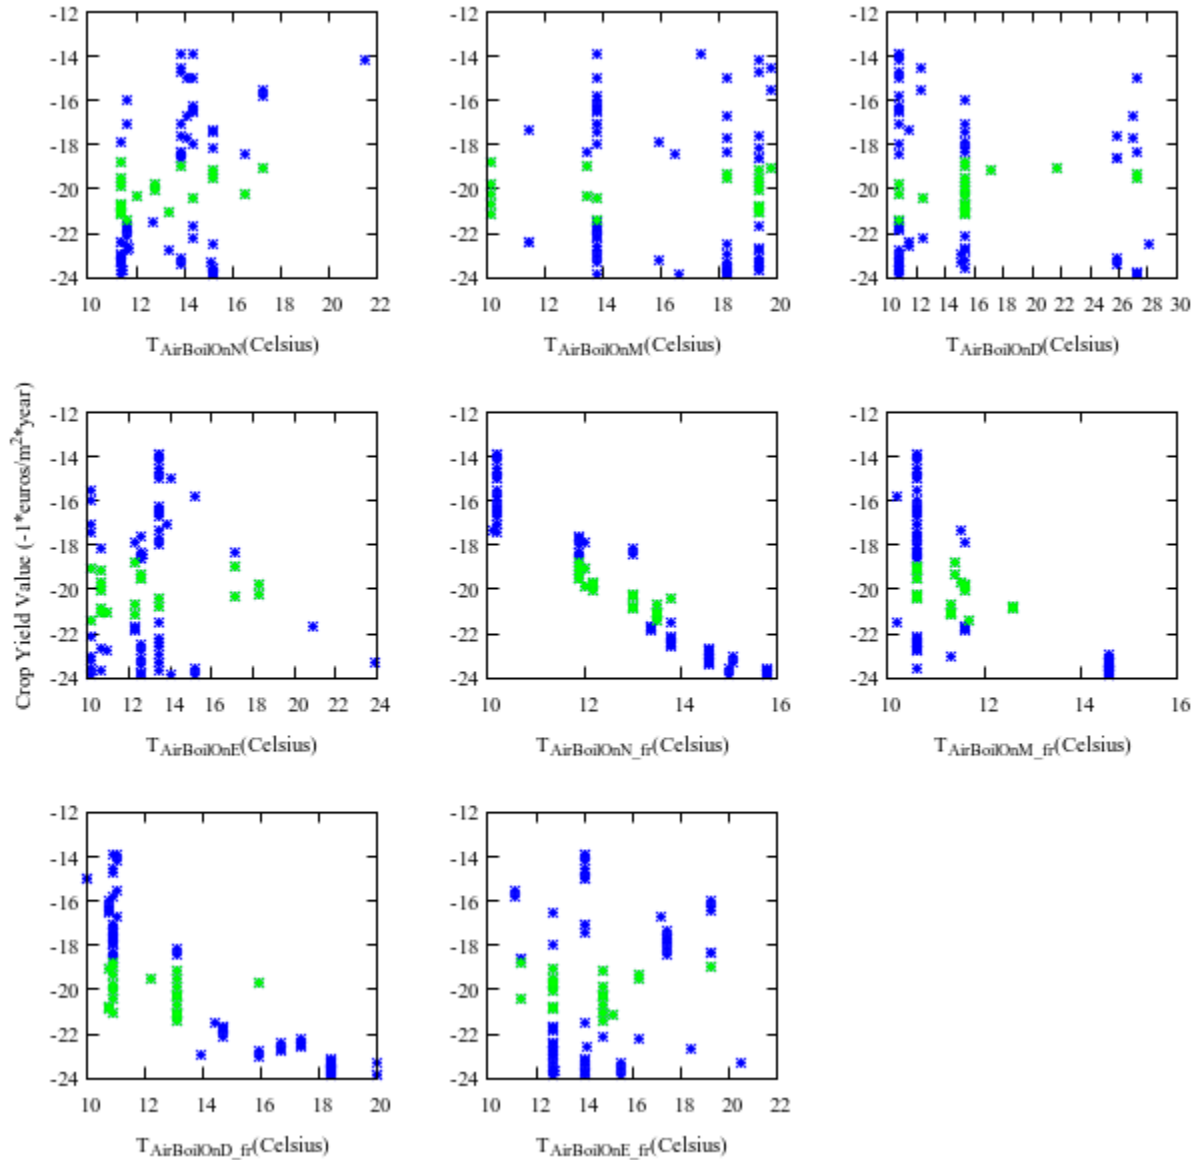 -12 -12 -12
-14 -14 -14
-16 -16 -16
-18 -18 -18
-20 -20 -20
-22 -22 -22
-24 -24 -24
10 12 14 16 18 20 22 10 12 14 16 18 20 10 12 14 16 18 20 22 24 26 28 30
T_AirBoilOnN(Celsius) T_AirBoilOnM(Celsius) T_AirBoilOnD(Celsius)
Crop Yield Value (-1*euros/m²*year)
-12 -12 -12
-14 -14 -14
-16 -16 -16
-18 -18 -18
-20 -20 -20
-22 -22 -22
-24 -24 -24
10 12 14 16 18 20 22 24 10 12 14 16 10 12 14 16
T_AirBoilOnE(Celsius) T_AirBoilOnN_fr(Celsius) T_AirBoilOnM_fr(Celsius)
-12 -12
-14 -14
-16 -16
-18 -18
-20 -20
-22 -22
-24 -24
10 12 14 16 18 20 10 12 14 16 18 20 22
T_AirBoilOnD_fr(Celsius) T_AirBoilOnE_fr(Celsius)